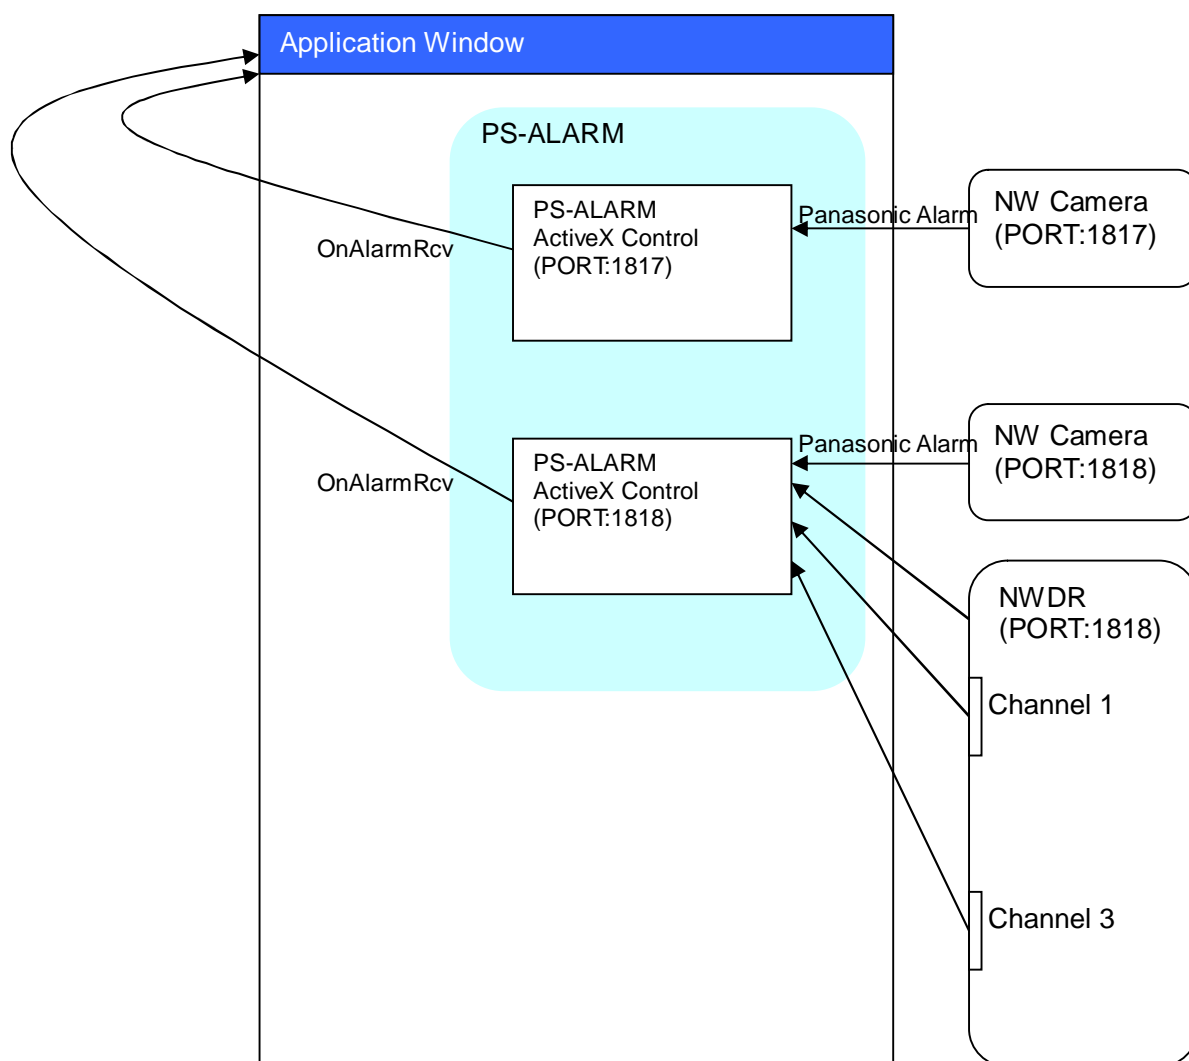 Application Window
PS-ALARM
PS-ALARM
ActiveX Control
(PORT:1817)
OnAlarmRcv
Panasonic Alarm
NW Camera
(PORT:1817)
PS-ALARM
ActiveX Control
(PORT:1818)
OnAlarmRcv
Panasonic Alarm
NW Camera
(PORT:1818)
NWDR
(PORT:1818)
Channel 1
Channel 3